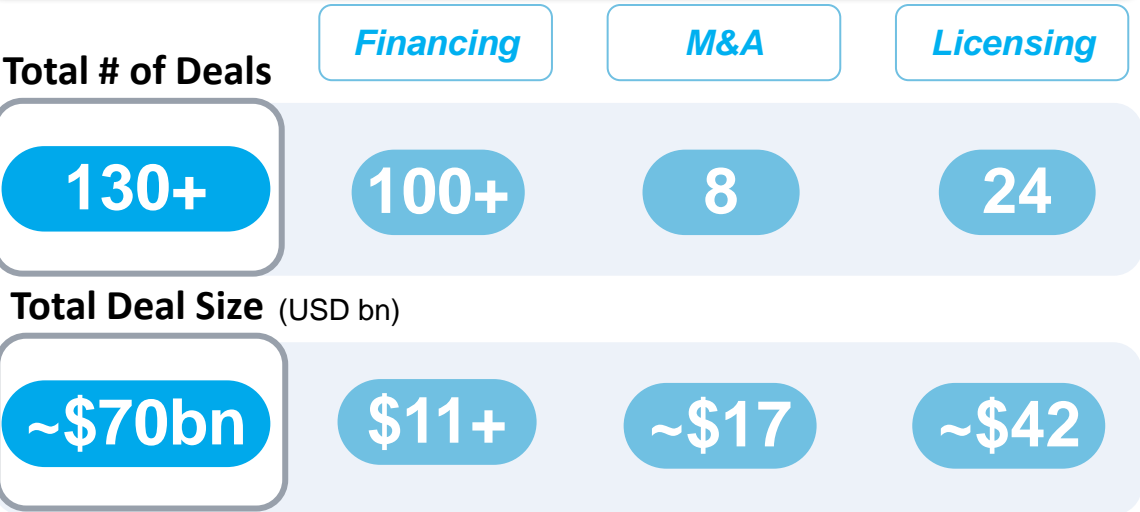 Financing M&A Licensing
Total # of Deals
130+ 100+ 8 24
Total Deal Size (USD bn)
~$70bn $11+ ~$17 ~$42